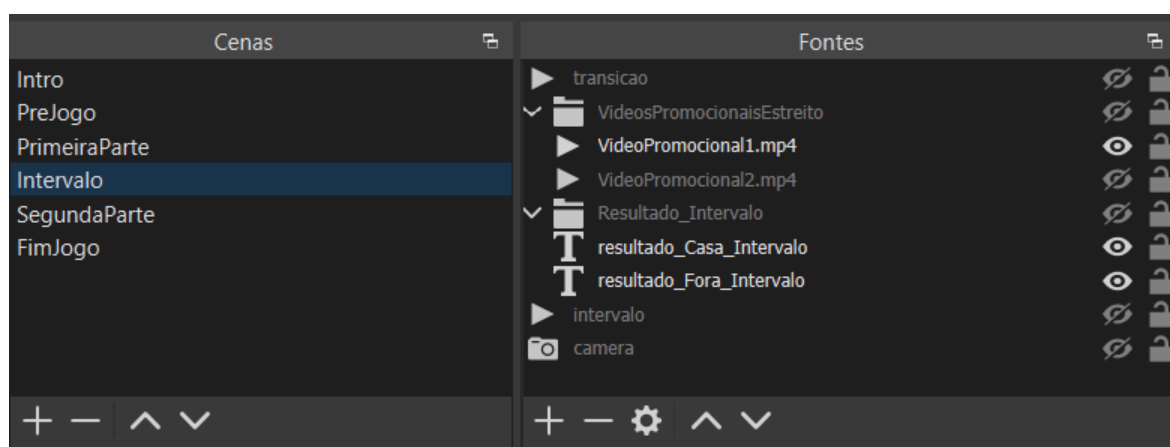 Cenas
Intro
PreJogo
PrimeiraParte
Intervalo
SegundaParte
FimJogo
Fontes
transicao
VideosPromocionaisEstreito
VideoPromocional1.mp4
VideoPromocional2.mp4
Resultado_Intervalo
resultado_Casa_Intervalo
resultado_Fora_Intervalo
intervalo
camera